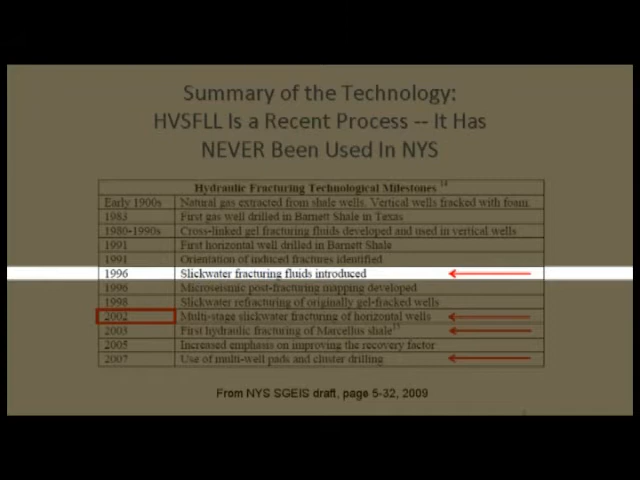 Summary of the Technology:
HVSFLL Is a Recent Process -- It Has
NEVER Been Used In NYS
Hydraulic Fracturing Technological Milestones 14
Early 1900s Natural gas extracted from shale wells. Vertical wells fracked with foam.
1983 First gas well drilled in Barnett Shale in Texas
1980-1990s Cross-linked gel fracturing fluids developed and used in vertical wells
1991 First horizontal well drilled in Barnett Shale
1991 Orientation of induced fractures identified
1996 Slickwater fracturing fluids introduced
1996 Microseismic post-fracturing mapping developed
1998 Slickwater refracturing of originally gel-fracked wells
2002 Multi-stage slickwater fracturing of horizontal wells
2003 First hydraulic fracturing of Marcellus shale
2005 Increased emphasis on improving the recovery factor
2007 Use of multi-well pads and cluster drilling
From NYS SGEIS draft, page 5-32, 2009